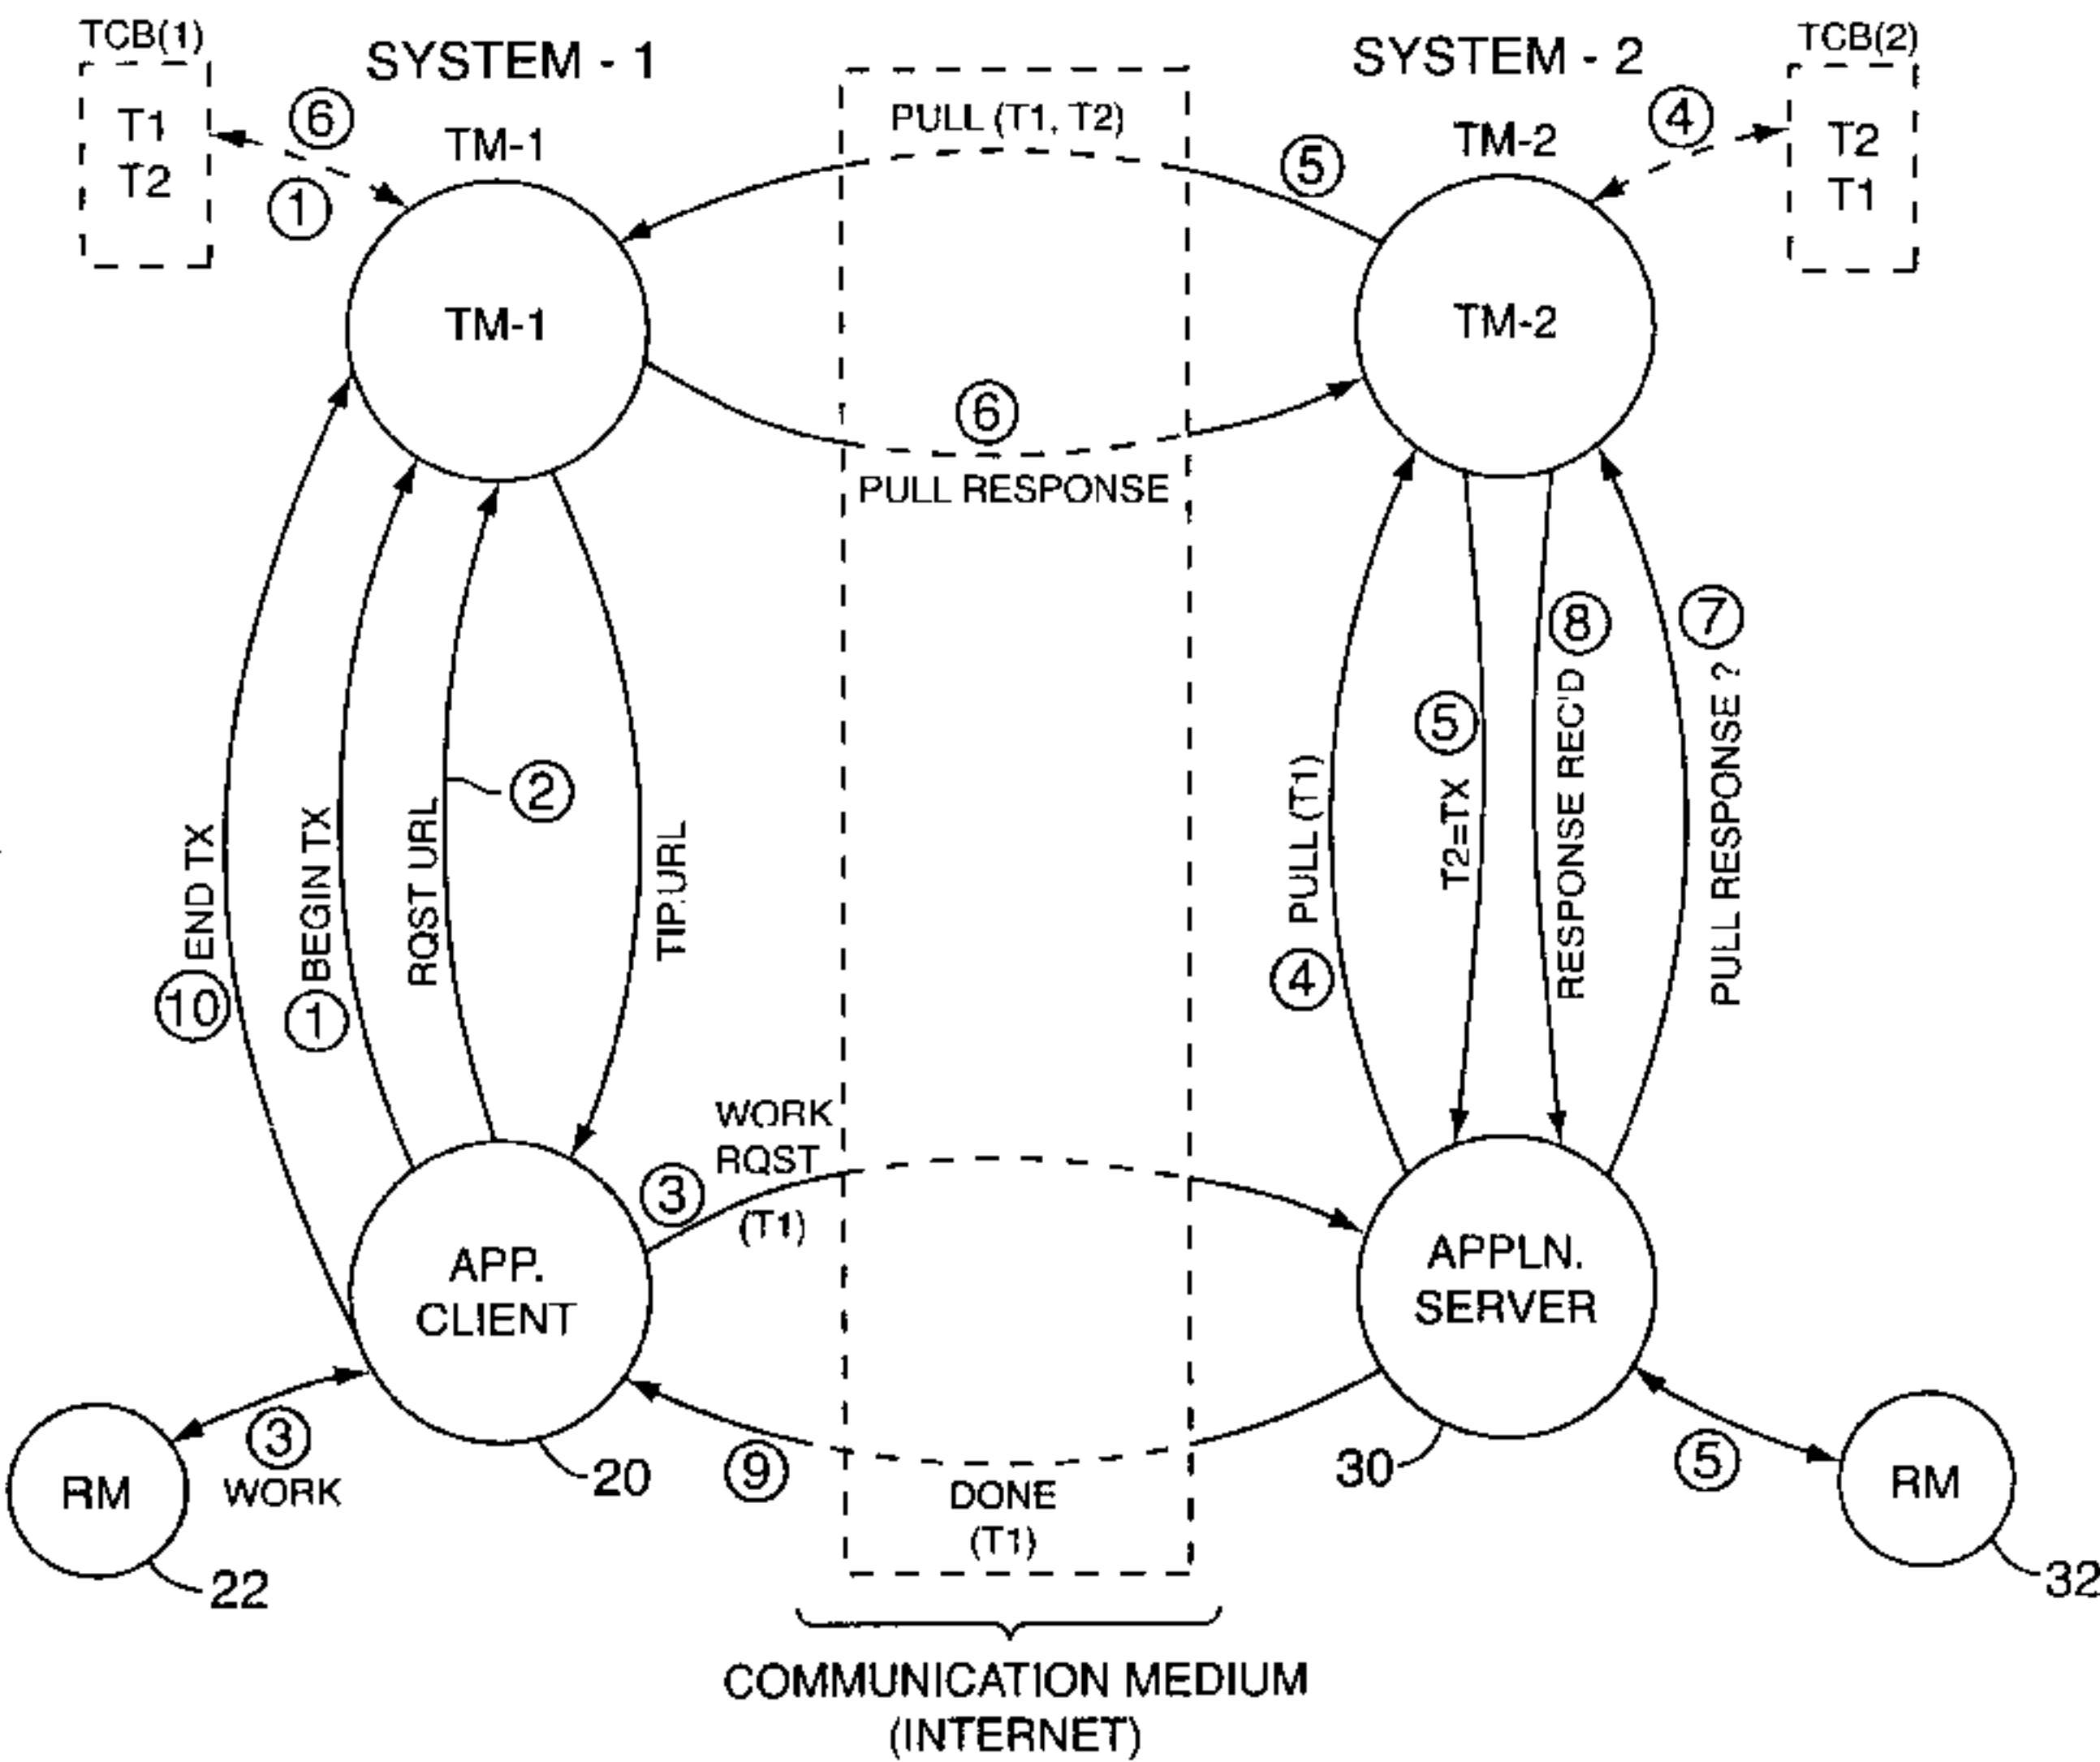 TCB(1)
SYSTEM - 1
SYSTEM - 2
TCB(2)
T1
T2
6
1
TM-1
PULL (T1, T2)
5
TM-2
4
T2
T1
TM-1
TM-2
6
PULL RESPONSE
10 END TX
1 BEGIN TX
RQST URL
2
TIP.URL
4 PULL (T1)
5
T2=TX
8
RESPONSE REC'D
7
PULL RESPONSE ?
WORK
RQST
3
(T1)
APP.
CLIENT
APPLN.
SERVER
RM
3
WORK
20
22
9
DONE
(T1)
30
5
RM
32
COMMUNICATION MEDIUM
(INTERNET)